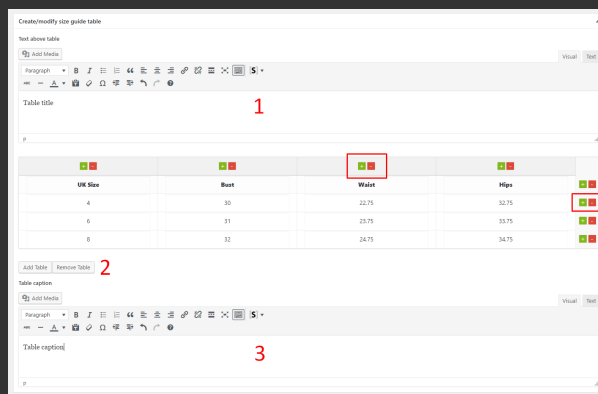 Create/modify size guide table
Text above table
Add Media
Visual Text
Paragraph B I “ S
ABC A Ω
Table title
1
P
+ - + - + - + -
UK Size Bust Waist Hips + -
4 30 22.75 32.75 + -
6 31 23.75 33.75 + -
8 32 24.75 34.75 + -
Add Table Remove Table 2
Table caption
Add Media
Visual Text
Paragraph B I “ S
ABC A Ω
Table caption
3
P